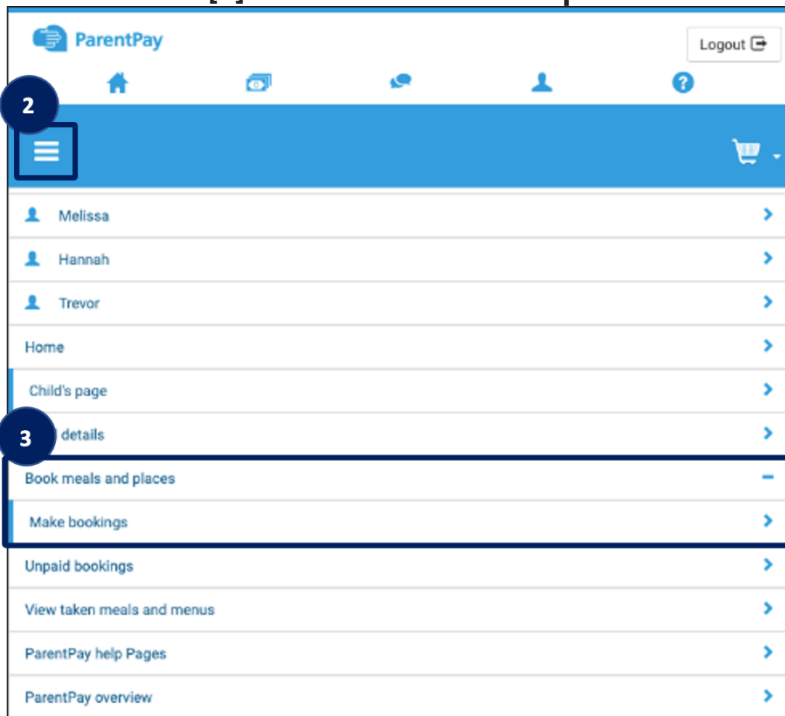 ParentPay
Logout
2
Melissa
Hannah
Trevor
Home
Child's page
3
details
Book meals and places
Make bookings
Unpaid bookings
View taken meals and menus
ParentPay help Pages
ParentPay overview